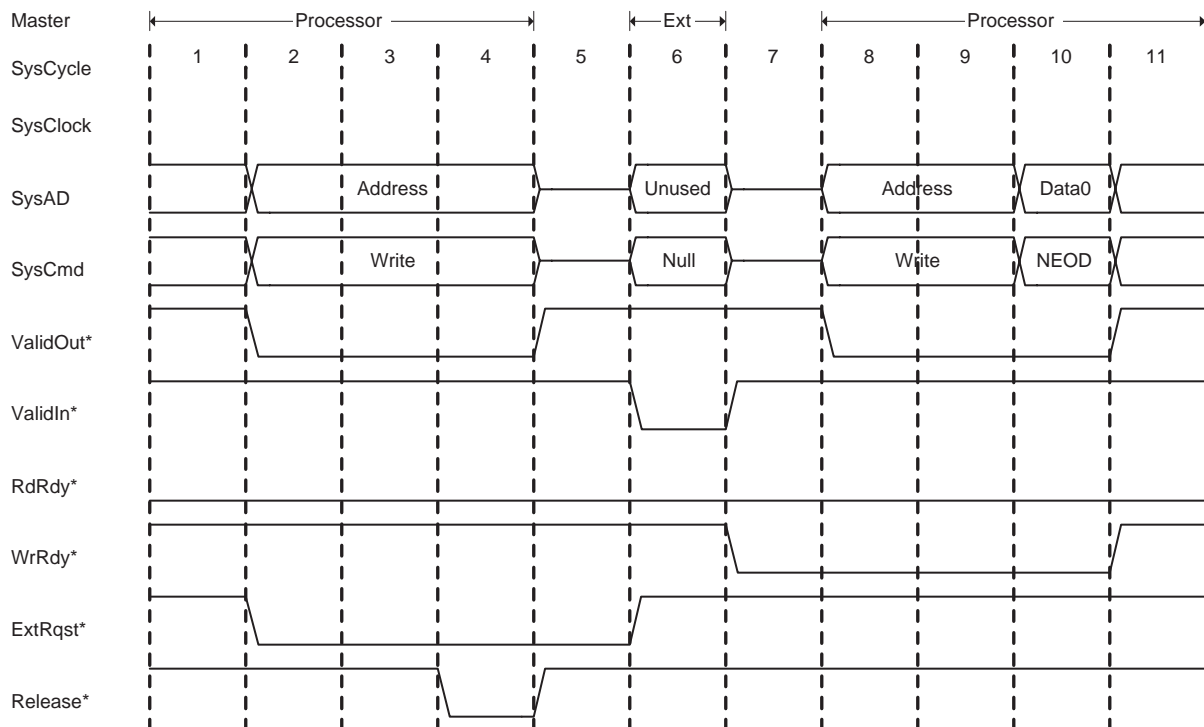 Master Processor Ext Processor
SysCycle 1 2 3 4 5 6 7 8 9 10 11
SysClock
SysAD Address Unused Address Data0
SysCmd Write Null Write NEOD
ValidOut*
ValidIn*
RdRdy*
WrRdy*
ExtRqst*
Release*